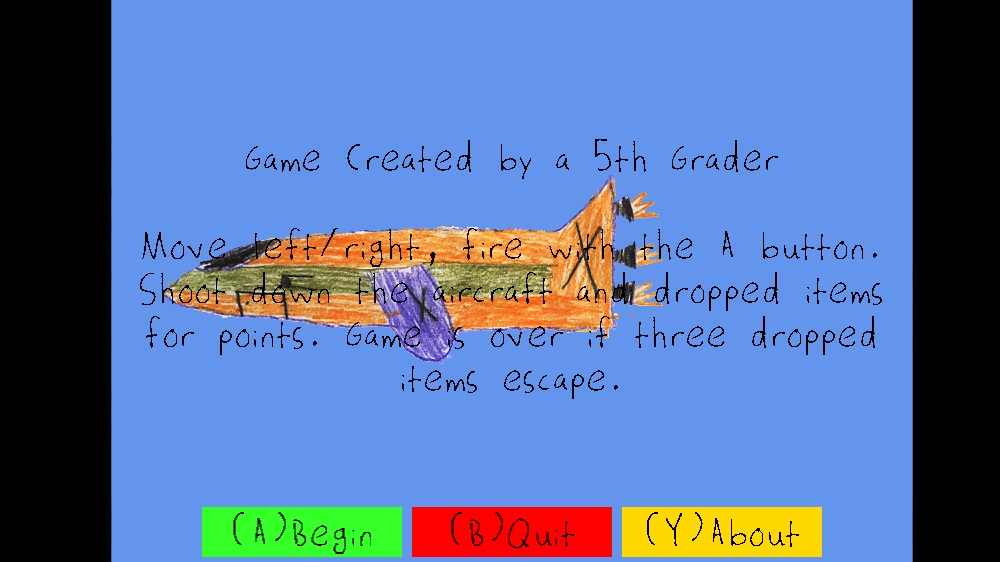 Game Created by a 5th Grader
Move left/right, fire with the A button.
Shoot down the aircraft and dropped items
for points. Game is over if three dropped
items escape.
(A)Begin (B)Quit (Y)About